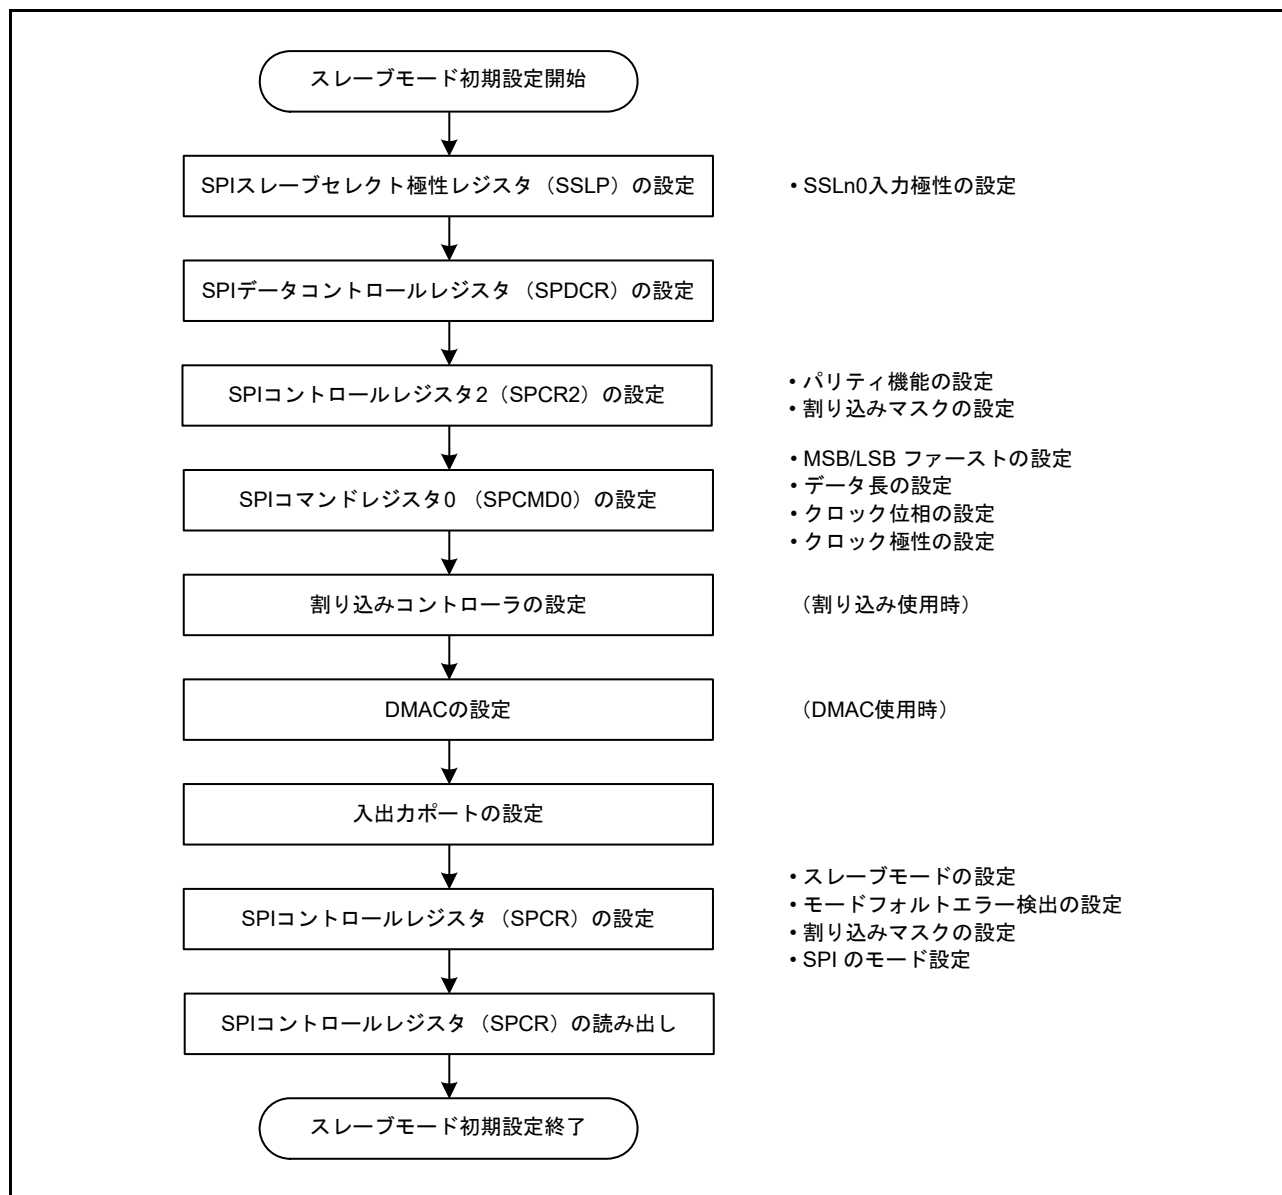 スレーブモード初期設定開始
SPIスレーブセレクト極性レジスタ（SSLP）の設定
• SSLn0入力極性の設定
SPIデータコントロールレジスタ（SPDCR）の設定
SPIコントロールレジスタ2（SPCR2）の設定
• パリティ機能の設定
• 割り込みマスクの設定
SPIコマンドレジスタ0（SPCMD0）の設定
• MSB/LSB ファーストの設定
• データ長の設定
• クロック位相の設定
• クロック極性の設定
割り込みコントローラの設定
（割り込み使用時）
DMACの設定
（DMAC使用時）
入出力ポートの設定
SPIコントロールレジスタ（SPCR）の設定
• スレーブモードの設定
• モードフォルトエラー検出の設定
• 割り込みマスクの設定
• SPI のモード設定
SPIコントロールレジスタ（SPCR）の読み出し
スレーブモード初期設定終了